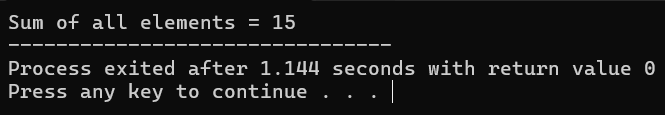 Sum of all elements = 15
--------------------------------
Process exited after 1.144 seconds with return value 0
Press any key to continue . . .